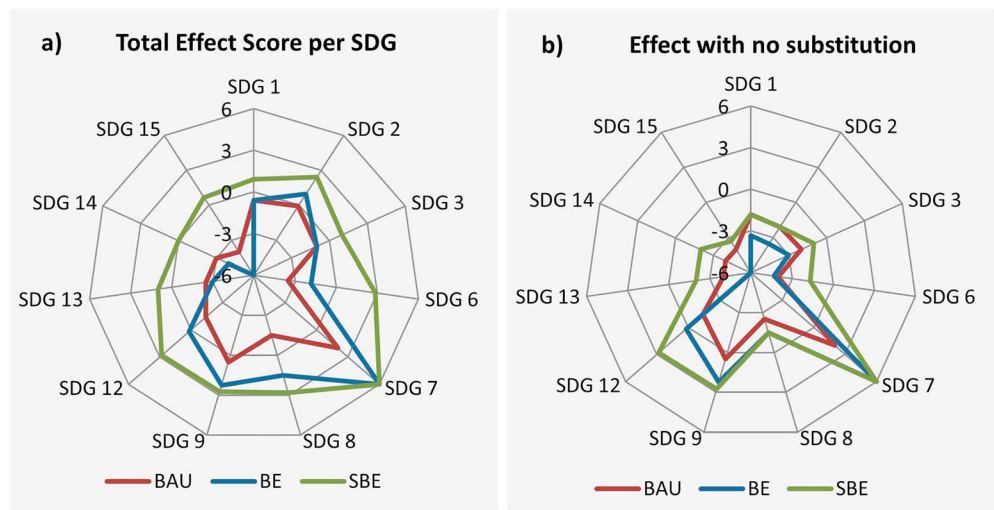 a) Total Effect Score per SDG
SDG 1
6
SDG 15
SDG 2
3
SDG 14
0
SDG 3
-3
-6
SDG 13
SDG 6
SDG 12
SDG 7
SDG 9
SDG 8
BAU BE SBE
b) Effect with no substitution
SDG 1
6
SDG 15
SDG 2
3
SDG 14
0
SDG 3
-3
-6
SDG 13
SDG 6
SDG 12
SDG 7
SDG 9
SDG 8
BAU BE SBE